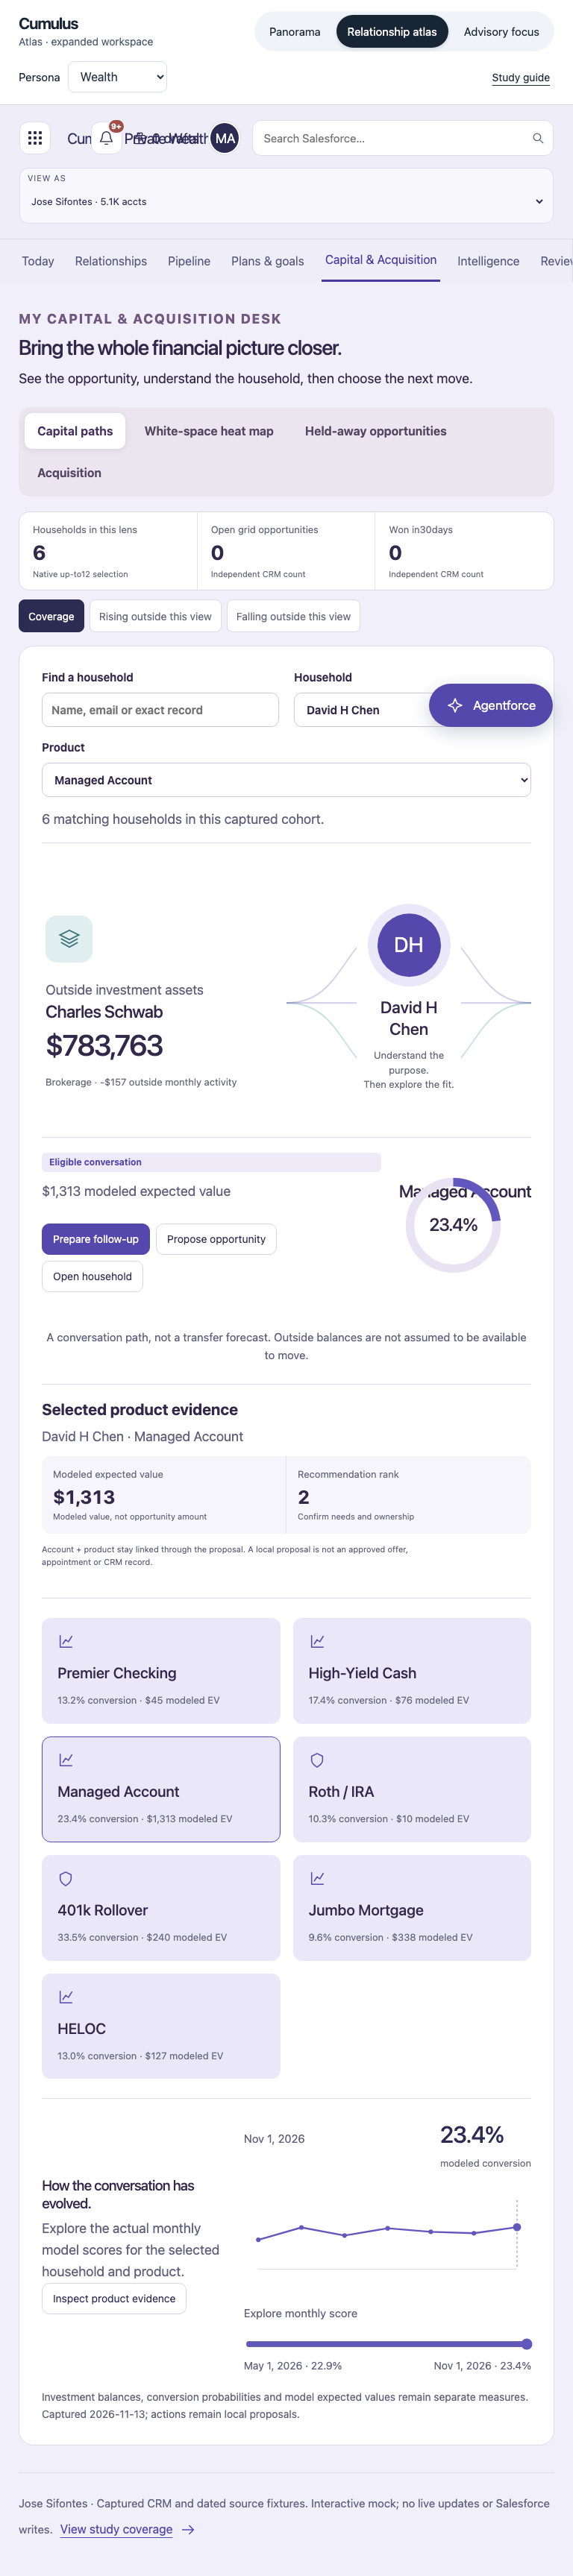 Cumulus
Atlas · expanded workspace
Panorama
Relationship atlas
Advisory focus
Persona
Wealth
Study guide
9+
MA
Search Salesforce...
VIEW AS
Jose Sifontes · 5.1K accts
Today
Relationships
Pipeline
Plans & goals
Capital & Acquisition
Intelligence
MY CAPITAL & ACQUISITION DESK
Bring the whole financial picture closer.
See the opportunity, understand the household, then choose the next move.
Capital paths
White-space heat map
Held-away opportunities
Acquisition
Households in this lens
6
Native up-to12 selection
Open grid opportunities
0
Independent CRM count
Won in30days
0
Independent CRM count
Coverage
Rising outside this view
Falling outside this view
Find a household
Name, email or exact record
Household
David H Chen
Agentforce
Product
Managed Account
6 matching households in this captured cohort.
Outside investment assets
Charles Schwab
$783,763
Brokerage · -$157 outside monthly activity
DH
David H
Chen
Understand the
purpose.
Then explore the fit.
Eligible conversation
$1,313 modeled expected value
Managed Account
23.4%
Prepare follow-up
Propose opportunity
Open household
A conversation path, not a transfer forecast. Outside balances are not assumed to be available
to move.
Selected product evidence
David H Chen · Managed Account
Modeled expected value
$1,313
Modeled value, not opportunity amount
Recommendation rank
2
Confirm needs and ownership
Account + product stay linked through the proposal. A local proposal is not an approved offer,
appointment or CRM record.
Premier Checking
13.2% conversion · $45 modeled EV
High-Yield Cash
17.4% conversion · $76 modeled EV
Managed Account
23.4% conversion · $1,313 modeled EV
Roth / IRA
10.3% conversion · $10 modeled EV
401k Rollover
33.5% conversion · $240 modeled EV
Jumbo Mortgage
9.6% conversion · $338 modeled EV
HELOC
13.0% conversion · $127 modeled EV
How the conversation has
evolved.
Explore the actual monthly
model scores for the selected
household and product.
Inspect product evidence
Nov 1, 2026
23.4%
modeled conversion
Explore monthly score
May 1, 2026 · 22.9%
Nov 1, 2026 · 23.4%
Investment balances, conversion probabilities and model expected values remain separate measures.
Captured 2026-11-13; actions remain local proposals.
Jose Sifontes · Captured CRM and dated source fixtures. Interactive mock; no live updates or Salesforce
writes. View study coverage →